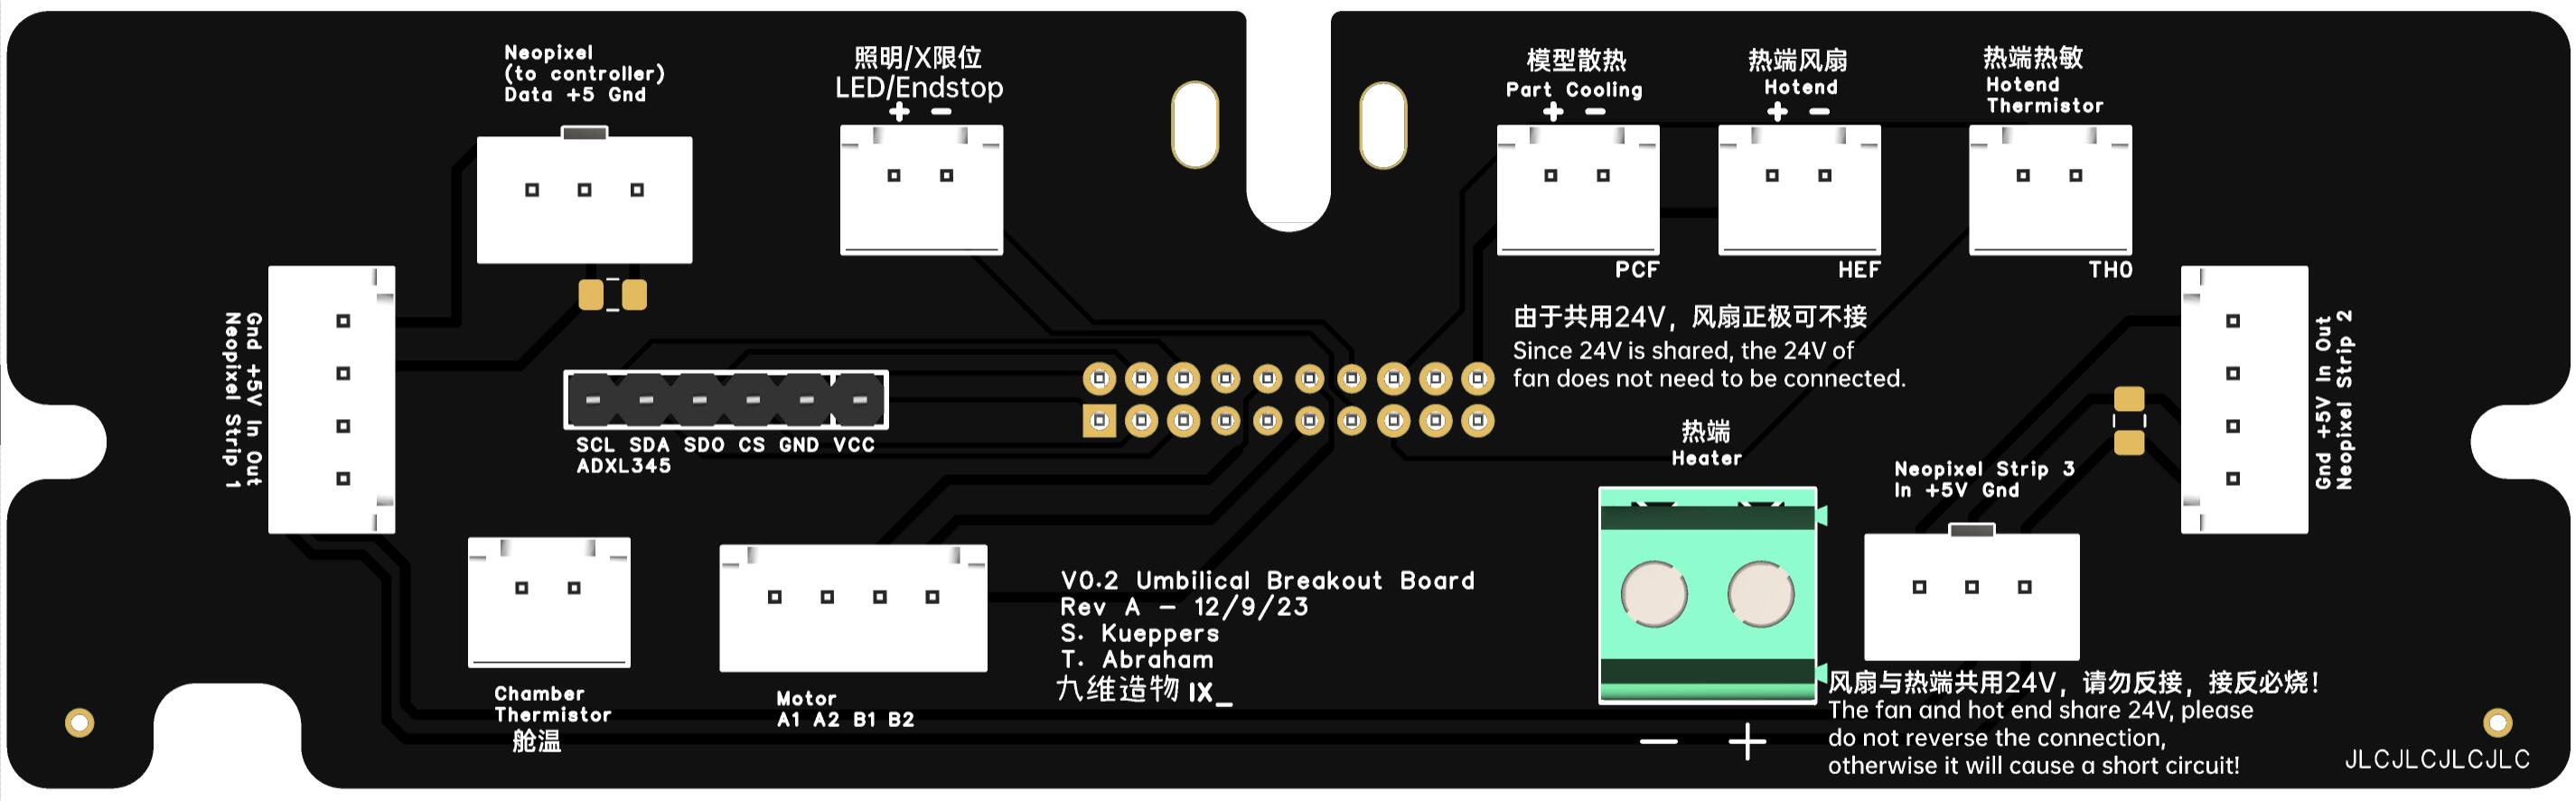 Neopixel
(to controller)
Data +5 Gnd
照明/X限位
LED/Endstop
+ −
模型散热
Part Cooling
+ −
热端风扇
Hotend
+ −
热端热敏
Hotend
Thermistor
PCF
HEF
TH0
Gnd +5V In Out
Neopixel Strip 1
由于共用24V，风扇正极可不接
Since 24V is shared, the 24V of
fan does not need to be connected.
Gnd +5V In Out
Neopixel Strip 2
SCL SDA SDO CS GND VCC
ADXL345
热端
Heater
Neopixel Strip 3
In +5V Gnd
V0.2 Umbilical Breakout Board
Rev A - 12/9/23
S. Kueppers
T. Abraham
九维造物 IX_
Chamber
Thermistor
舱温
Motor
A1 A2 B1 B2
− +
风扇与热端共用24V，请勿反接，接反必烧！
The fan and hot end share 24V, please
do not reverse the connection,
otherwise it will cause a short circuit!
JLCJLCJLCJLC